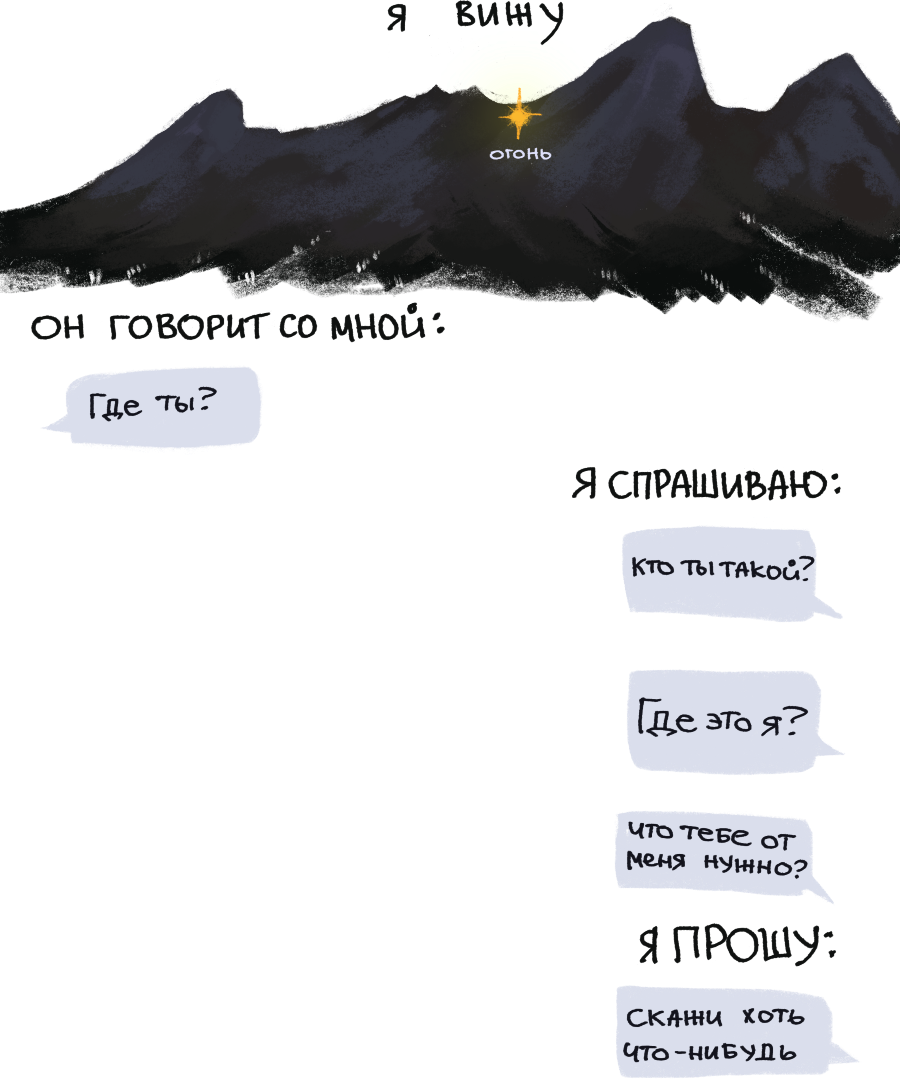 Я ВИЖУ
огонь
ОН ГОВОРИТ СО МНОЙ:
Где ты?
Я СПРАШИВАЮ:
КТО ТЫ ТАКОЙ?
Где это я?
ЧТО ТЕБЕ ОТ
МЕНЯ НУЖНО?
Я ПРОШУ:
СКАЖИ ХОТЬ
ЧТО-НИБУДЬ